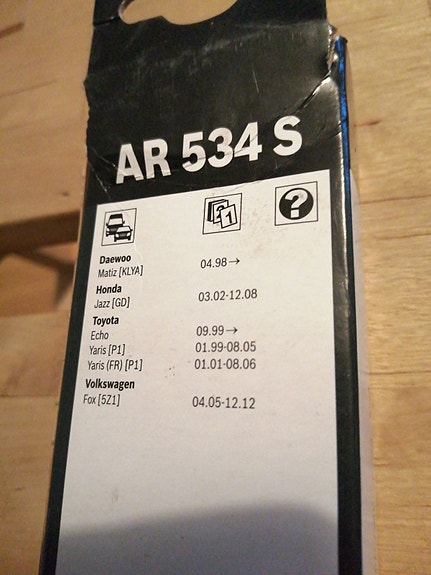 AR 534 S
Daewoo
Matiz [KLYA] 04.98→
Honda
Jazz [GD] 03.02-12.08
Toyota
Echo 09.99→
Yaris [P1] 01.99-08.05
Yaris (FR) [P1] 01.01-08.06
Volkswagen
Fox [5Z1] 04.05-12.12